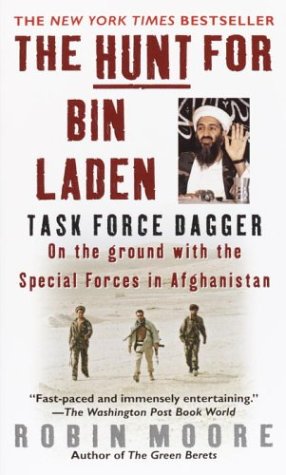 THE NEW YORK TIMES BESTSELLER
THE HUNT FOR
BIN
LADEN
TASK FORCE DAGGER
On the ground with the
Special Forces in Afghanistan
"Fast-paced and immensely entertaining."
—The Washington Post Book World
ROBIN MOORE
Author of The Green Berets